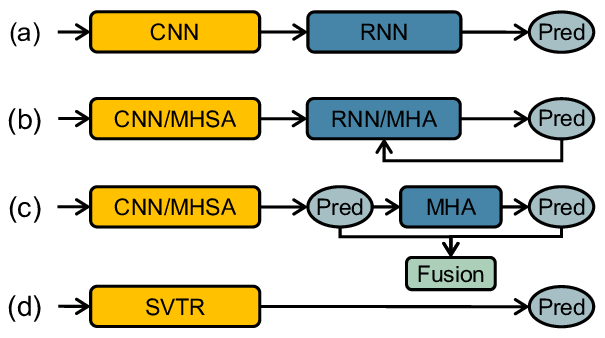 (a) CNN RNN Pred
(b) CNN/MHSA RNN/MHA Pred
(c) CNN/MHSA Pred MHA Pred
Fusion
(d) SVTR Pred